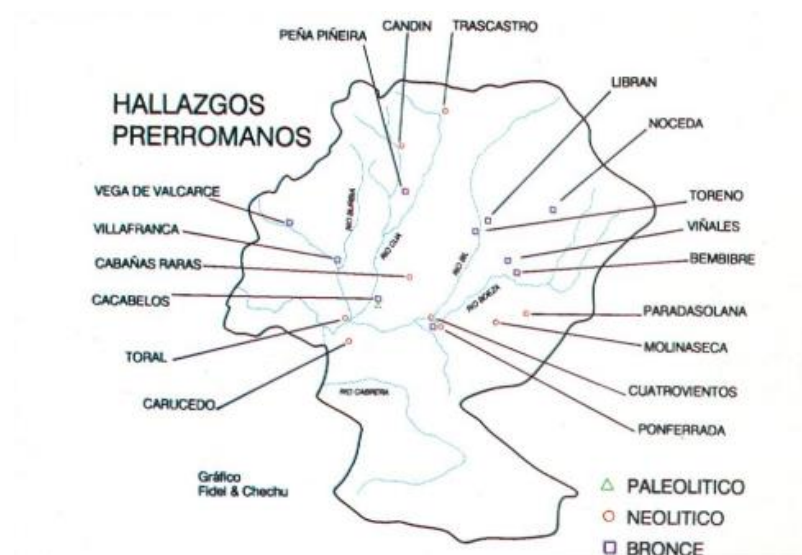 PEÑA PIÑEIRA
CANDIN
TRASCASTRO
HALLAZGOS
PRERROMANOS
LIBRAN
NOCEDA
VEGA DE VALCARCE
VILLAFRANCA
CABAÑAS RARAS
CACABELOS
TORAL
CARUCEDO
TORENO
VIÑALES
BEMBIBRE
PARADASOLANA
MOLINASECA
CUATROVIENTOS
PONFERRADA
RIO BURBIA
RIO CUA
RIO SIL
RIO BOEZA
RIO CABRERA
Gráfico
Fidel & Chechu
PALEOLITICO
NEOLITICO
BRONCE